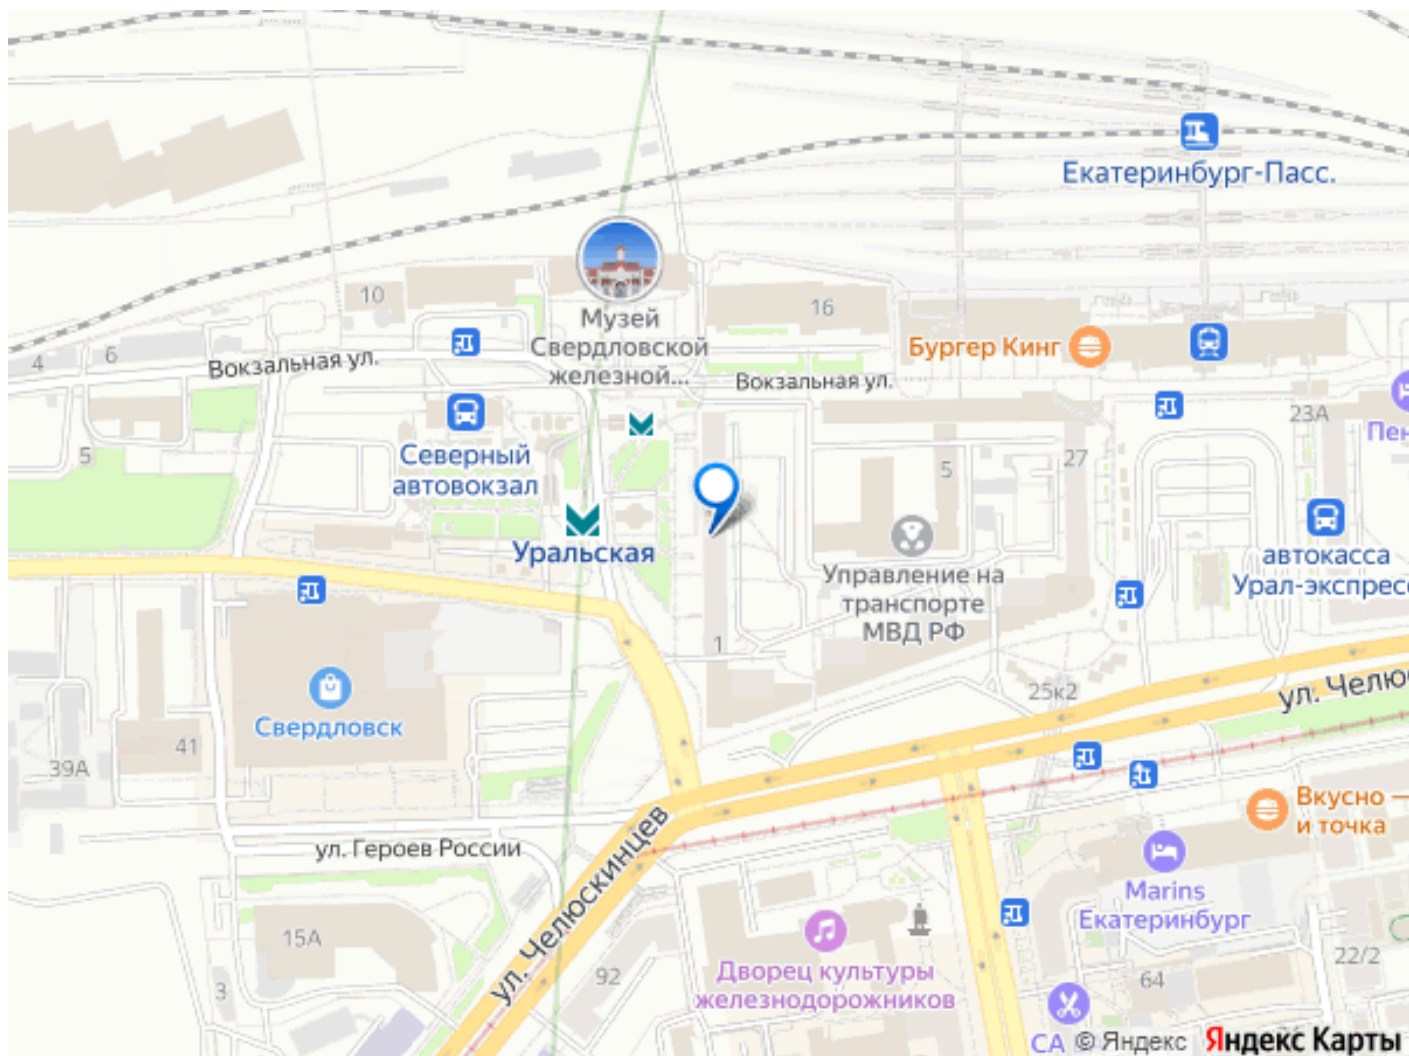 Екатеринбург-Пасс.
10
16
Музей
Свердловской
железной...
4
6
Вокзальная ул.
Бургер Кинг
Вокзальная ул.
23А
5
Северный
автовокзал
5
27
Уральская
Управление на
транспорте
МВД РФ
автокасса
Урал-экспресс
1
25к2
ул. Челюс
Свердловск
41
39А
Вкусно —
и точка
ул. Героев России
ул. Челюскинцев
Marins
Екатеринбург
15А
92
3
Дворец культуры
железнодорожников
22/2
64
СА
© Яндекс Яндекс Карты